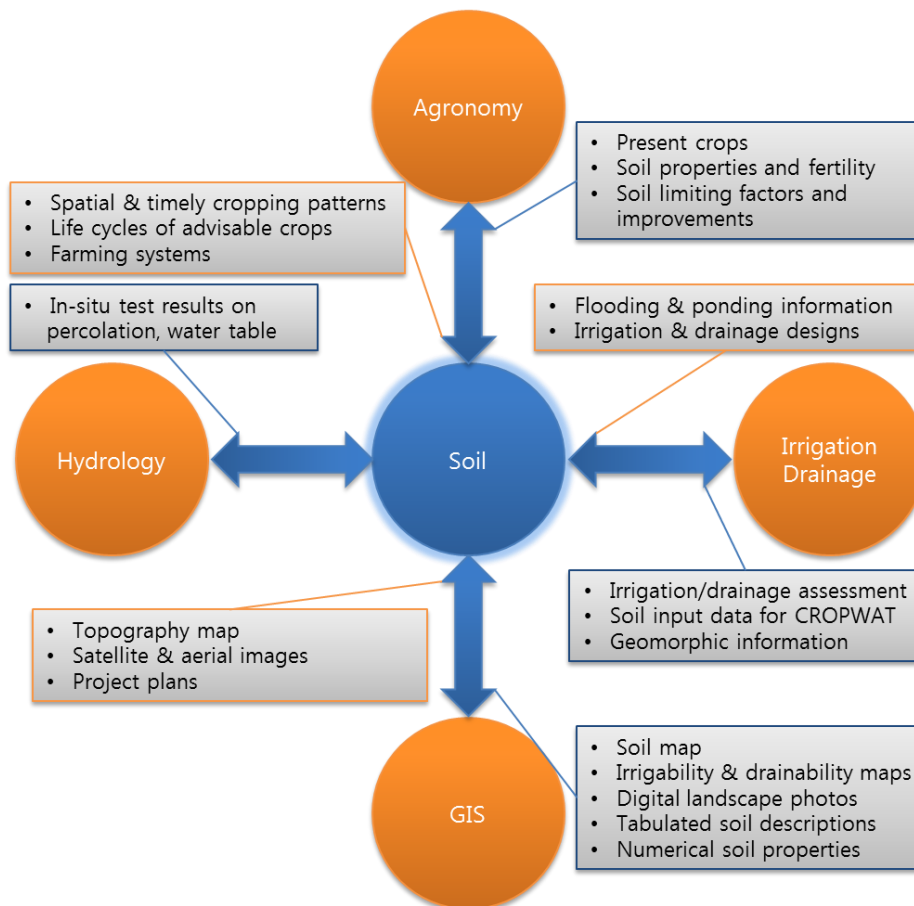 Agronomy
• Present crops
• Soil properties and fertility
• Soil limiting factors and
improvements
• Spatial & timely cropping patterns
• Life cycles of advisable crops
• Farming systems
• In-situ test results on
percolation, water table
• Flooding & ponding information
• Irrigation & drainage designs
Hydrology
Soil
Irrigation
Drainage
• Irrigation/drainage assessment
• Soil input data for CROPWAT
• Geomorphic information
• Topography map
• Satellite & aerial images
• Project plans
GIS
• Soil map
• Irrigability & drainability maps
• Digital landscape photos
• Tabulated soil descriptions
• Numerical soil properties